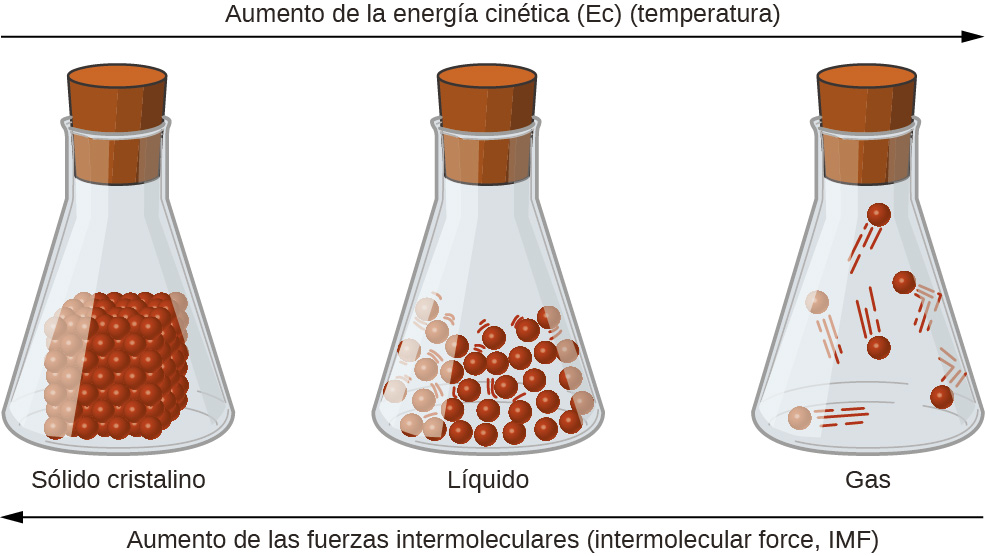 Aumento de la energía cinética (Ec) (temperatura)
Sólido cristalino
Líquido
Gas
Aumento de las fuerzas intermoleculares (intermolecular force, IMF)